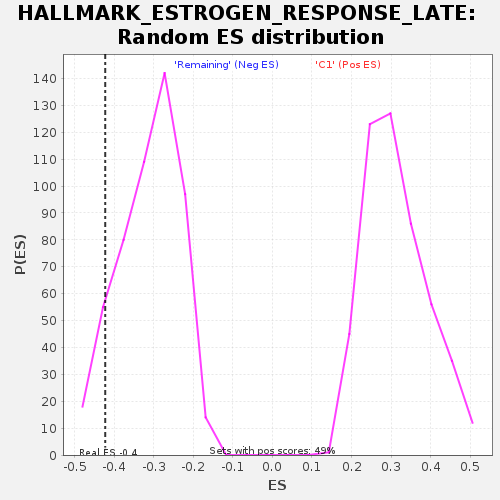 HALLMARK_ESTROGEN_RESPONSE_LATE:
Random ES distribution
'Remaining' (Neg ES) 'C1' (Pos ES)
P(ES)
140
130
120
110
100
90
80
70
60
50
40
30
20
10
0
Real ES -0.4
Sets with pos scores: 49%
-0.5 -0.4 -0.3 -0.2 -0.1 0.0 0.1 0.2 0.3 0.4 0.5
ES